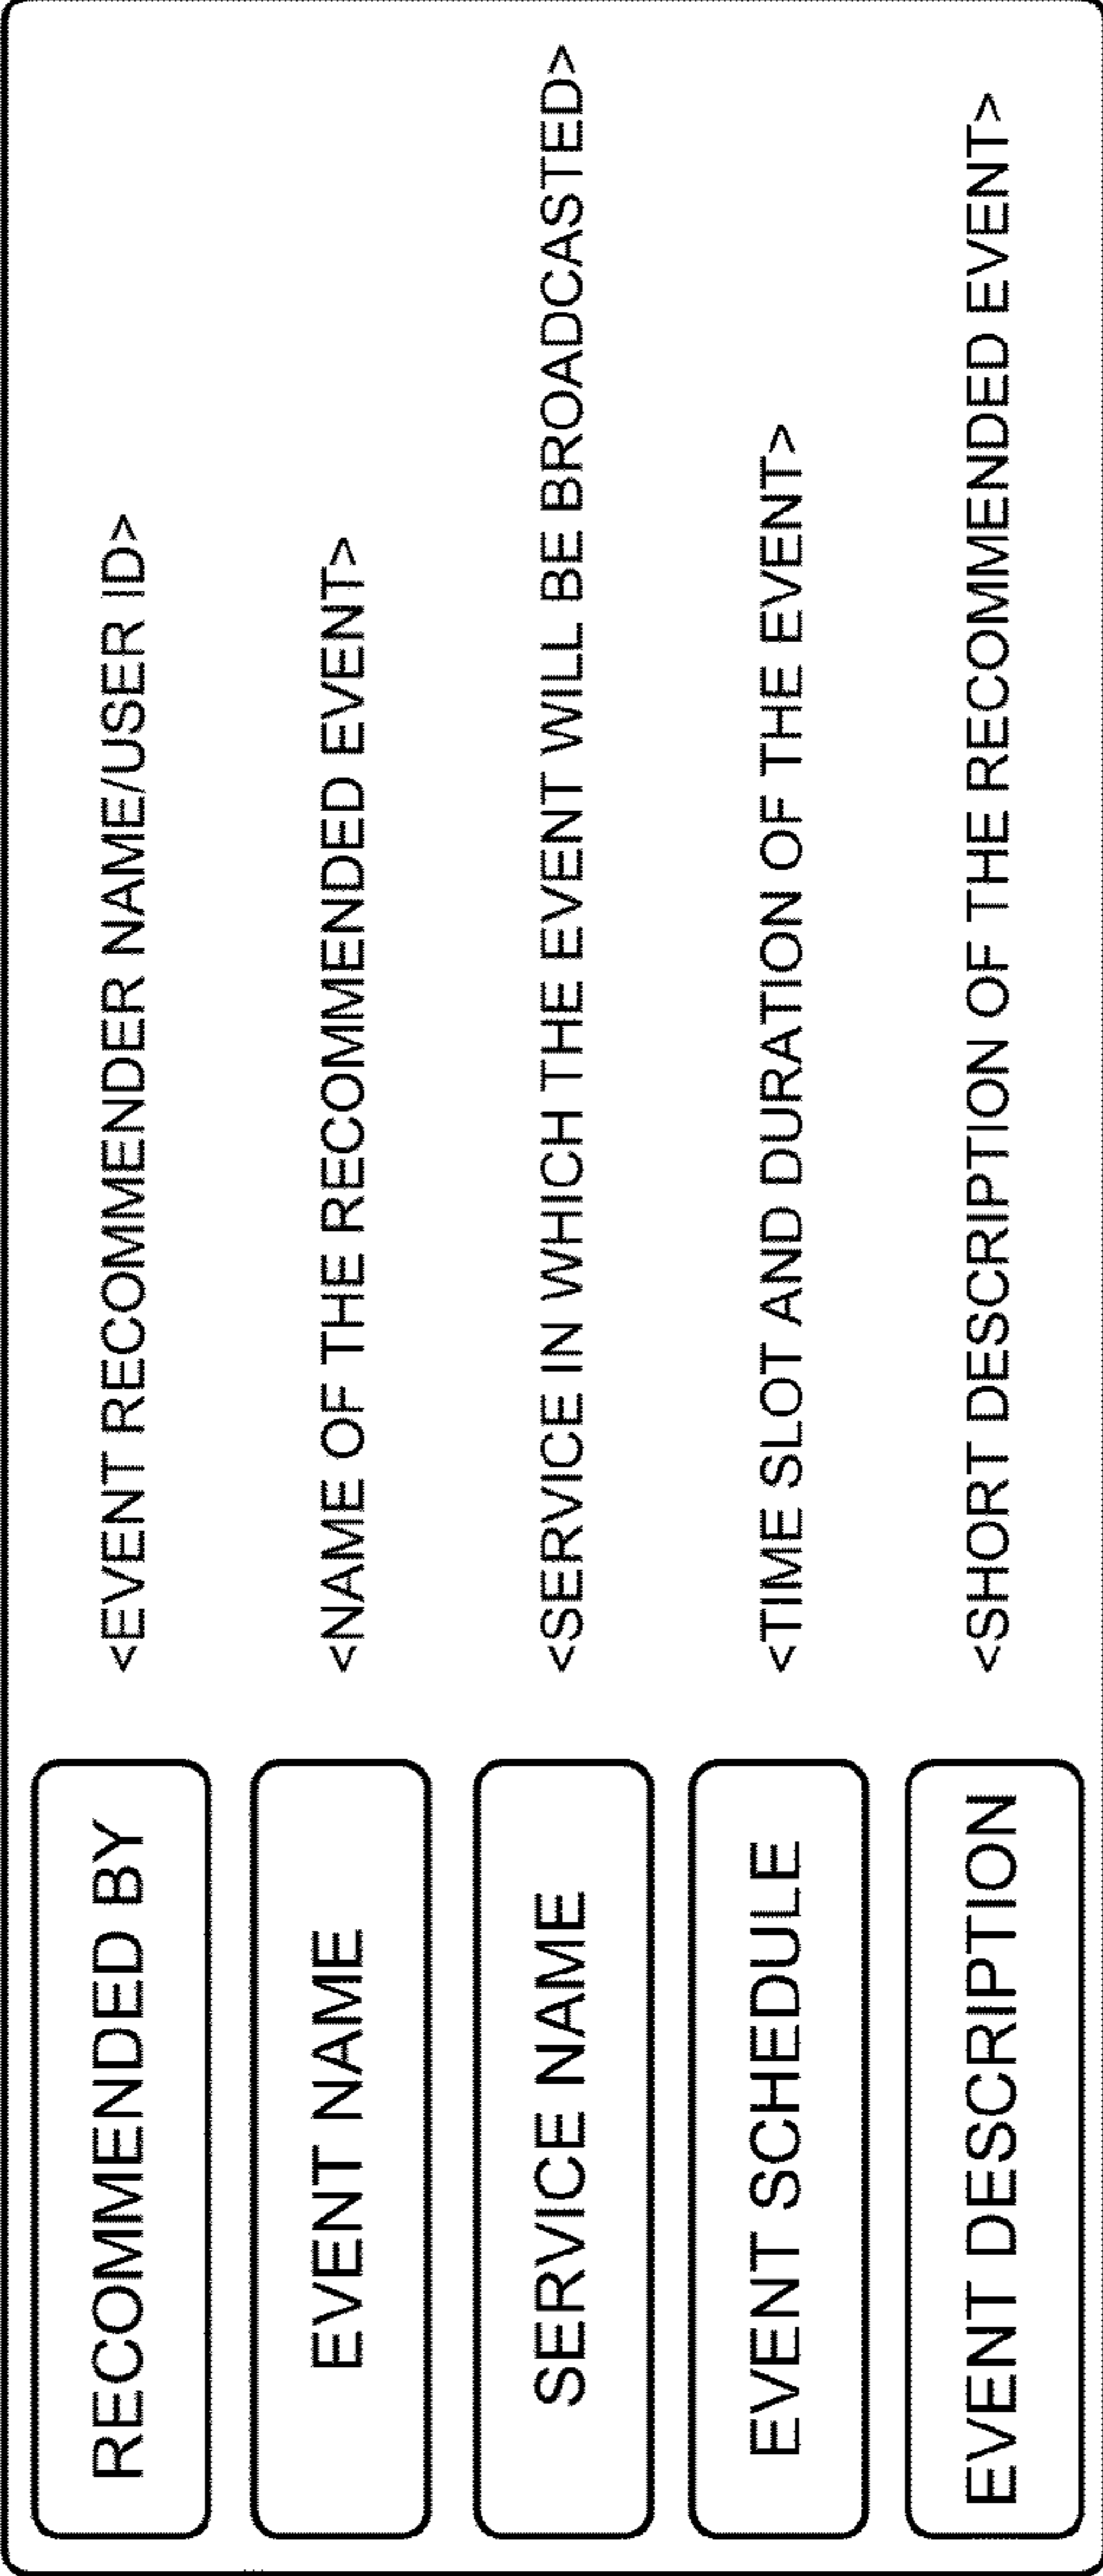 RECOMMENDED BY <EVENT RECOMMENDER NAME/USER ID>
EVENT NAME <NAME OF THE RECOMMENDED EVENT>
SERVICE NAME <SERVICE IN WHICH THE EVENT WILL BE BROADCASTED>
EVENT SCHEDULE <TIME SLOT AND DURATION OF THE EVENT>
EVENT DESCRIPTION <SHORT DESCRIPTION OF THE RECOMMENDED EVENT>